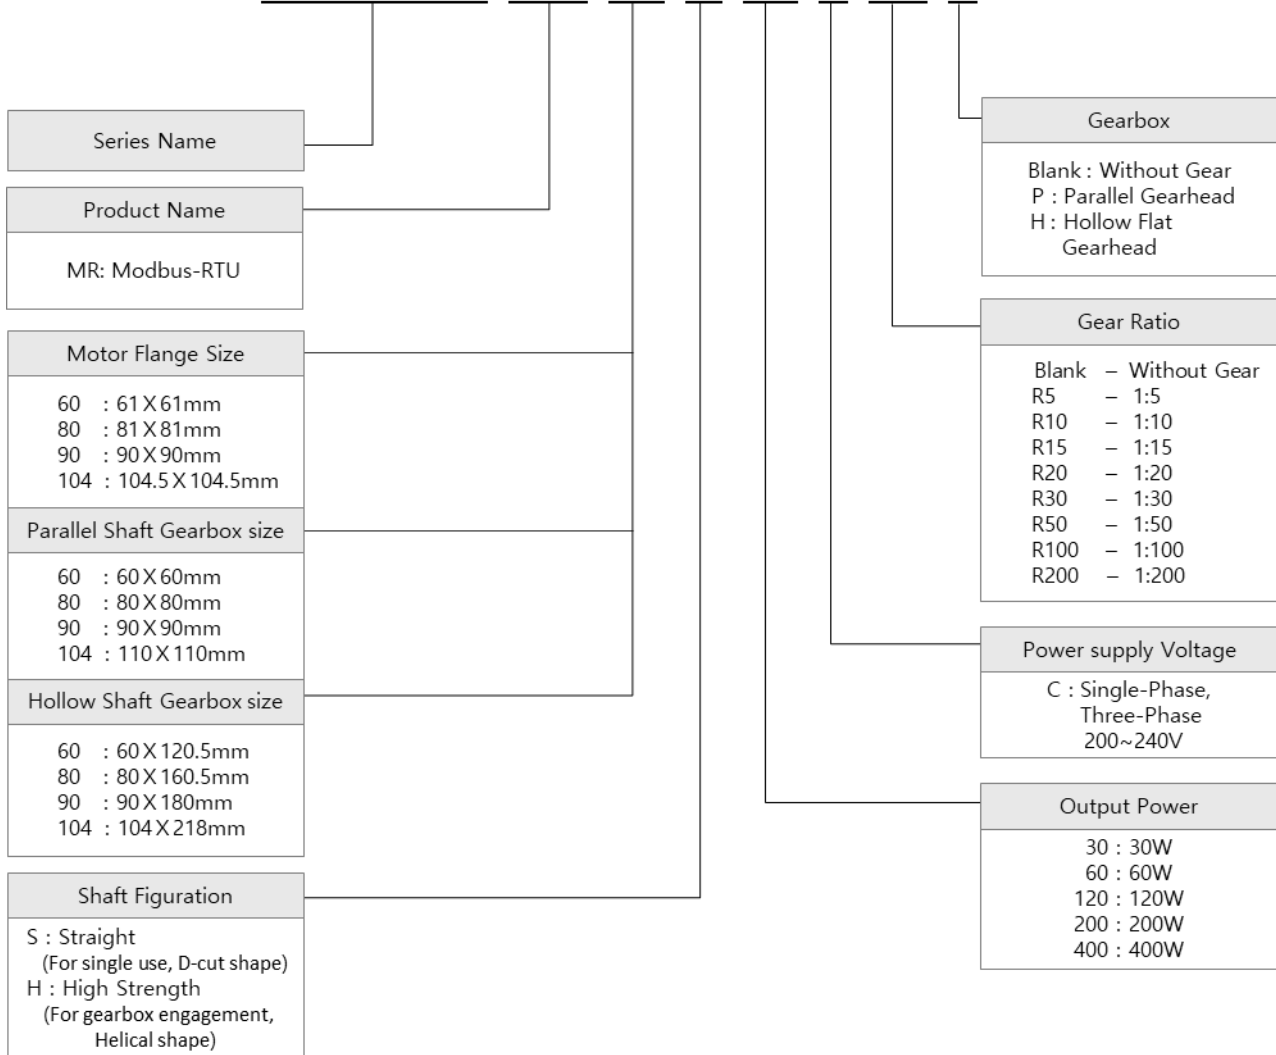 Series Name
Product Name
MR: Modbus-RTU
Motor Flange Size
60 : 61X61mm
80 : 81X81mm
90 : 90X90mm
104 : 104.5X104.5mm
Parallel Shaft Gearbox size
60 : 60X60mm
80 : 80X80mm
90 : 90X90mm
104 : 110X110mm
Hollow Shaft Gearbox size
60 : 60X120.5mm
80 : 80X160.5mm
90 : 90X180mm
104 : 104X218mm
Shaft Figuration
S : Straight
(For single use, D-cut shape)
H : High Strength
(For gearbox engagement,
Helical shape)
Gearbox
Blank : Without Gear
P : Parallel Gearhead
H : Hollow Flat
Gearhead
Gear Ratio
Blank – Without Gear
R5 – 1:5
R10 – 1:10
R15 – 1:15
R20 – 1:20
R30 – 1:30
R50 – 1:50
R100 – 1:100
R200 – 1:200
Power supply Voltage
C : Single-Phase,
Three-Phase
200~240V
Output Power
30 : 30W
60 : 60W
120 : 120W
200 : 200W
400 : 400W